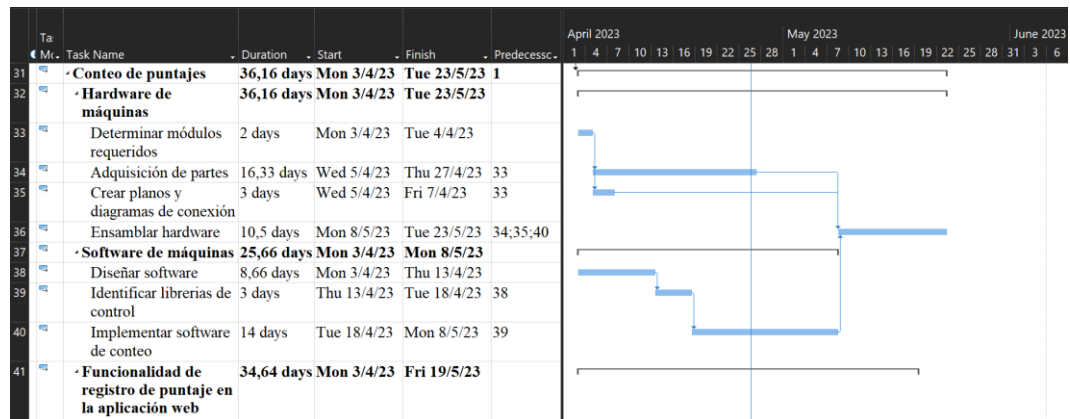 Ta:
Mc Task Name Duration Start Finish Predecessc
April 2023 May 2023 June 2023
1 4 7 10 13 16 19 22 25 28 1 4 7 10 13 16 19 22 25 28 31 3 6
31 Conteo de puntajes 36,16 days Mon 3/4/23 Tue 23/5/23 1
32 Hardware de 36,16 days Mon 3/4/23 Tue 23/5/23
máquinas
33 Determinar módulos 2 days Mon 3/4/23 Tue 4/4/23
requeridos
34 Adquisición de partes 16,33 days Wed 5/4/23 Thu 27/4/23 33
35 Crear planos y 3 days Wed 5/4/23 Fri 7/4/23 33
diagramas de conexión
36 Ensamblar hardware 10,5 days Mon 8/5/23 Tue 23/5/23 34;35;40
37 Software de máquinas 25,66 days Mon 3/4/23 Mon 8/5/23
38 Diseñar software 8,66 days Mon 3/4/23 Thu 13/4/23
39 Identificar librerias de 3 days Thu 13/4/23 Tue 18/4/23 38
control
40 Implementar software 14 days Tue 18/4/23 Mon 8/5/23 39
de conteo
41 Funcionalidad de 34,64 days Mon 3/4/23 Fri 19/5/23
registro de puntaje en
la aplicación web